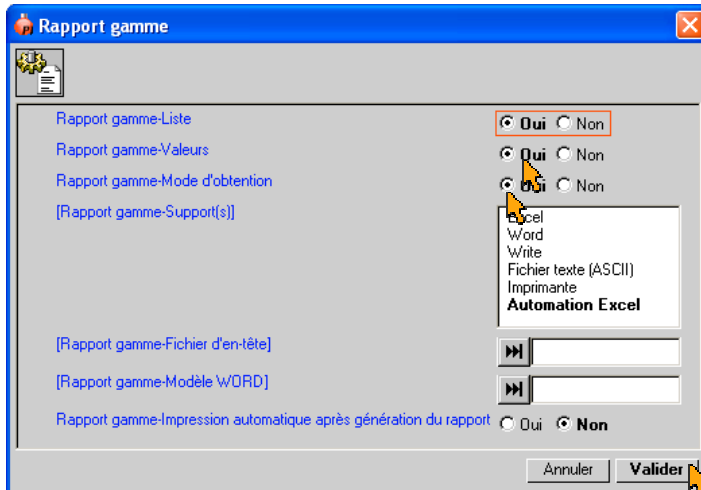 Rapport gamme
Rapport gamme-Liste
Oui Non
Rapport gamme-Valeurs
Oui Non
Rapport gamme-Mode d'obtention
Oui Non
[Rapport gamme-Support(s)]
Excel
Word
Write
Fichier texte (ASCII)
Imprimante
Automation Excel
[Rapport gamme-Fichier d'en-tête]
[Rapport gamme-Modèle WORD]
Rapport gamme-Impression automatique après génération du rapport
Oui Non
Annuler Valider